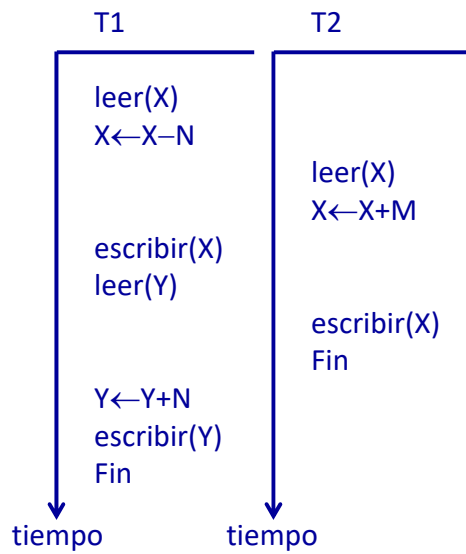 T1
T2
leer(X)
X←X–N
leer(X)
X←X+M
escribir(X)
leer(Y)
escribir(X)
Fin
Y←Y+N
escribir(Y)
Fin
tiempo
tiempo